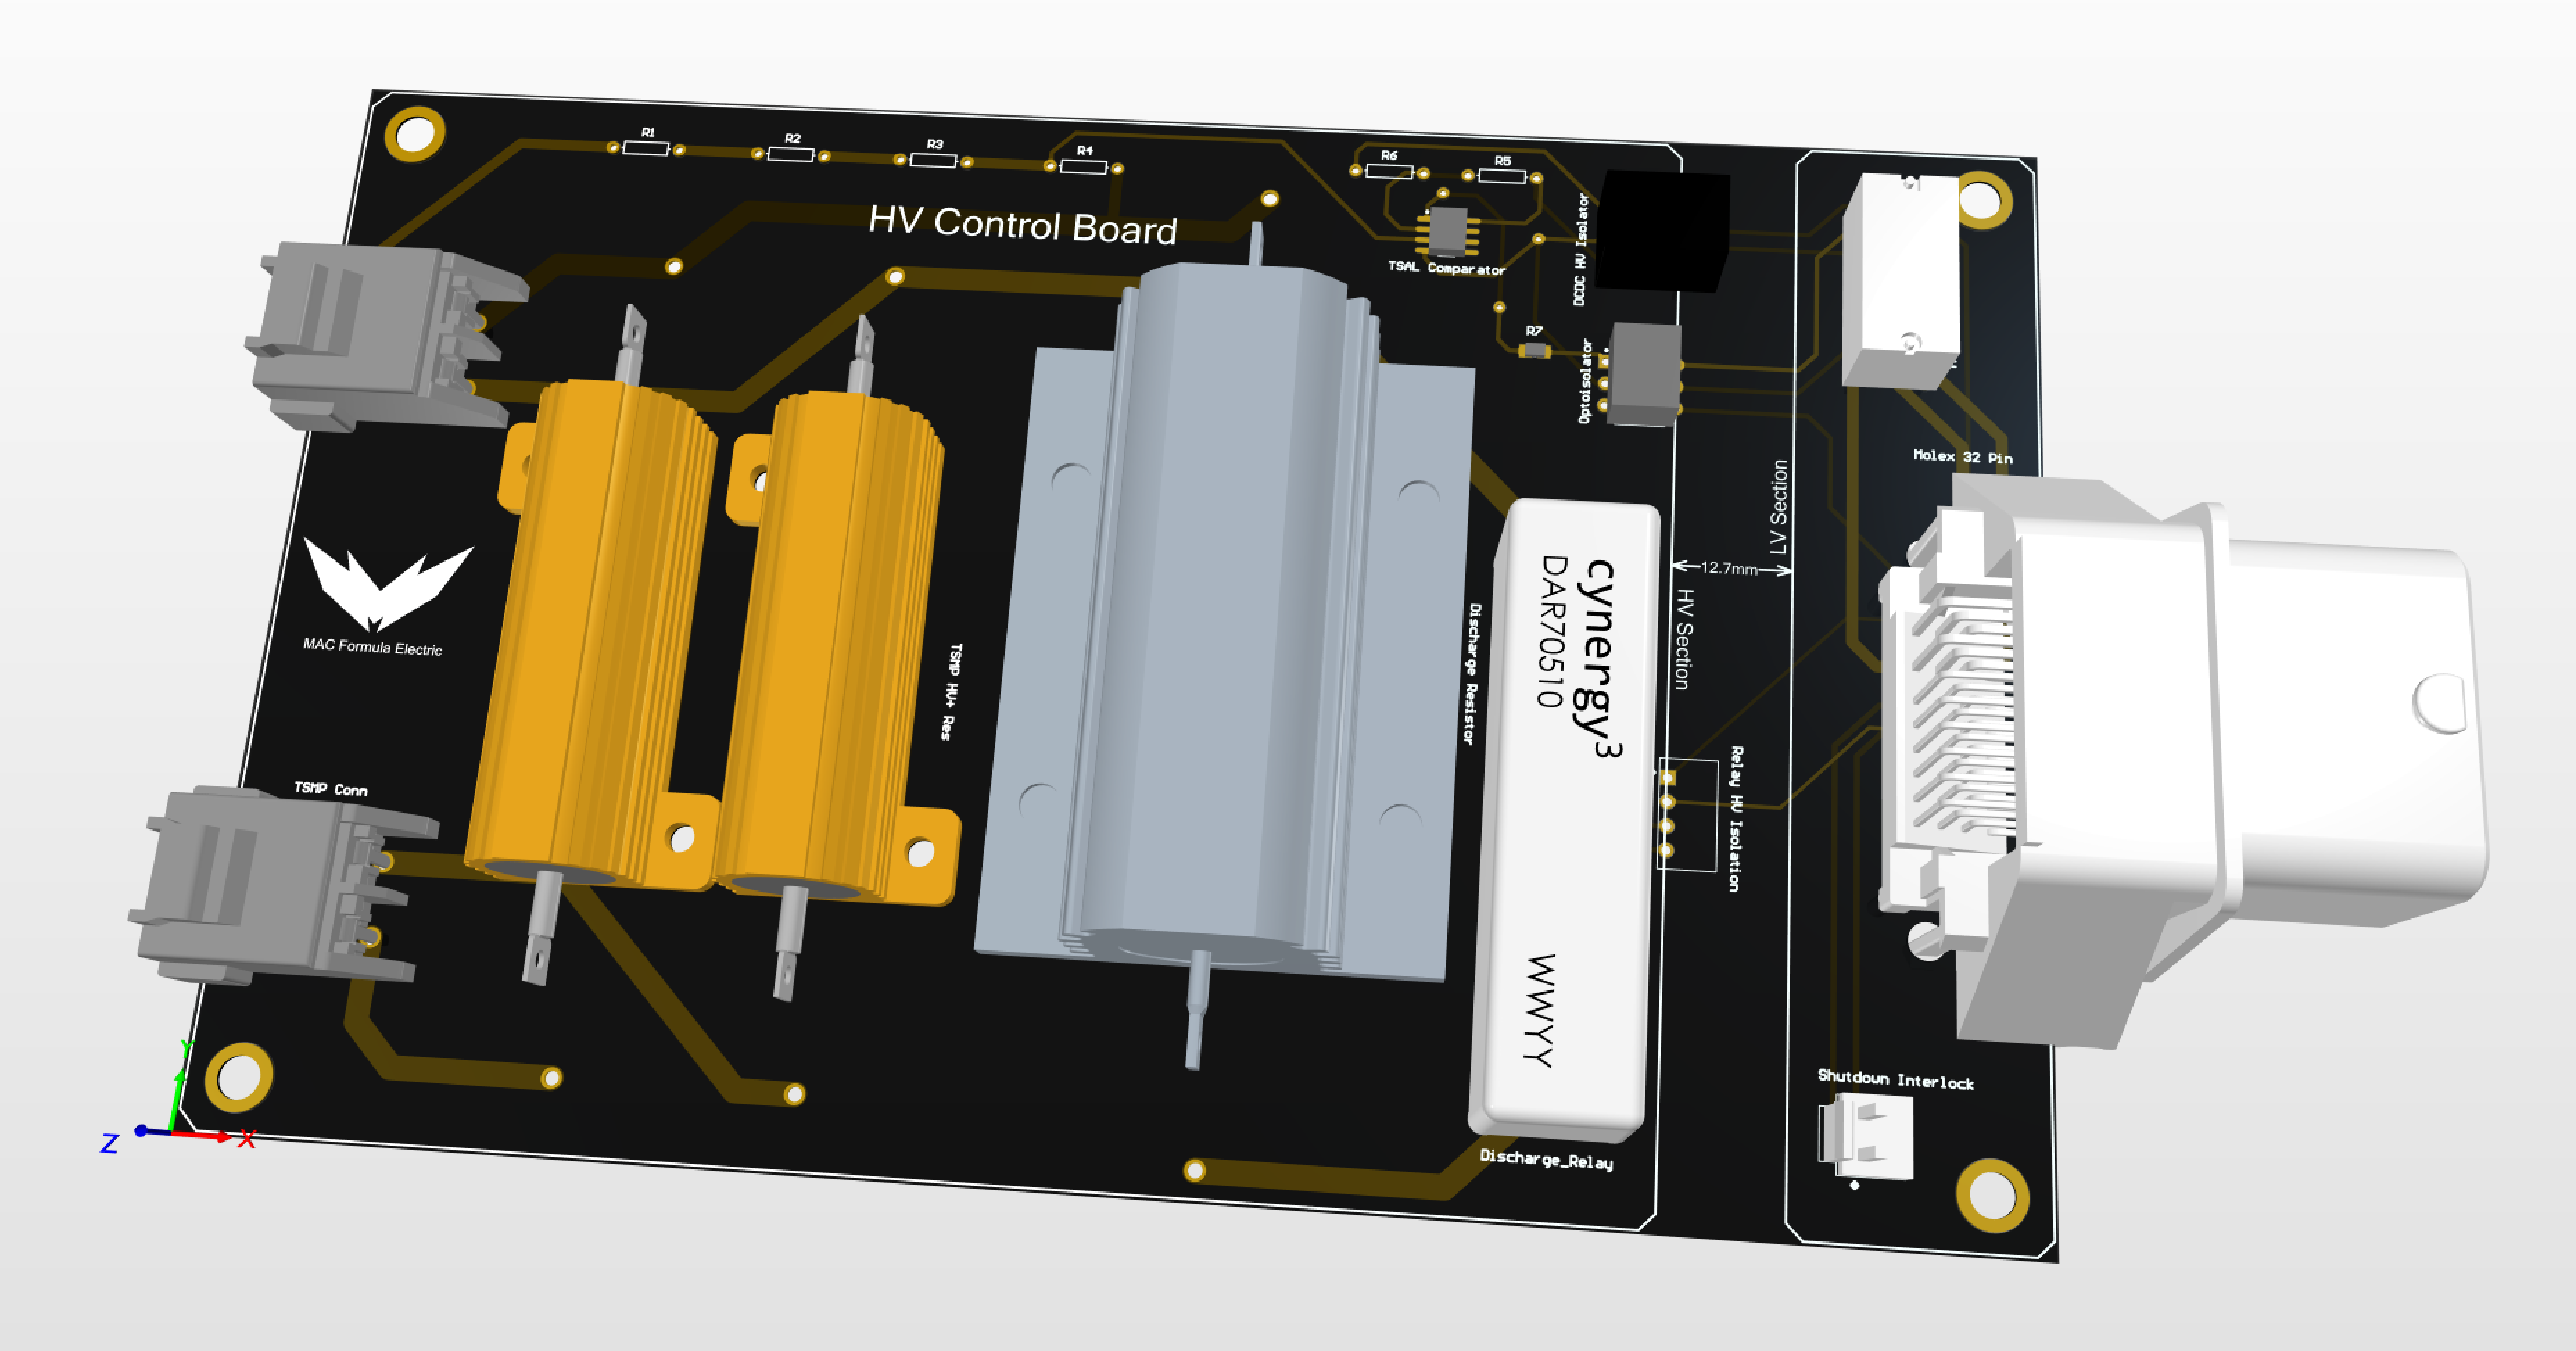 R1
R2
R3
R4
R6
R5
HV Control Board
TSAL Comparator
DCDC HV Isolator
R7
Optoisolator
Molex 32 Pin
LV Section
12.7mm
HV Section
cynergy3
DAR70510
WWYY
MAC Formula Electric
TSMP HV+ Res
Discharge Resistor
Relay HV Isolation
TSMP Conn
Shutdown Interlock
Discharge_Relay
Z
Y
X